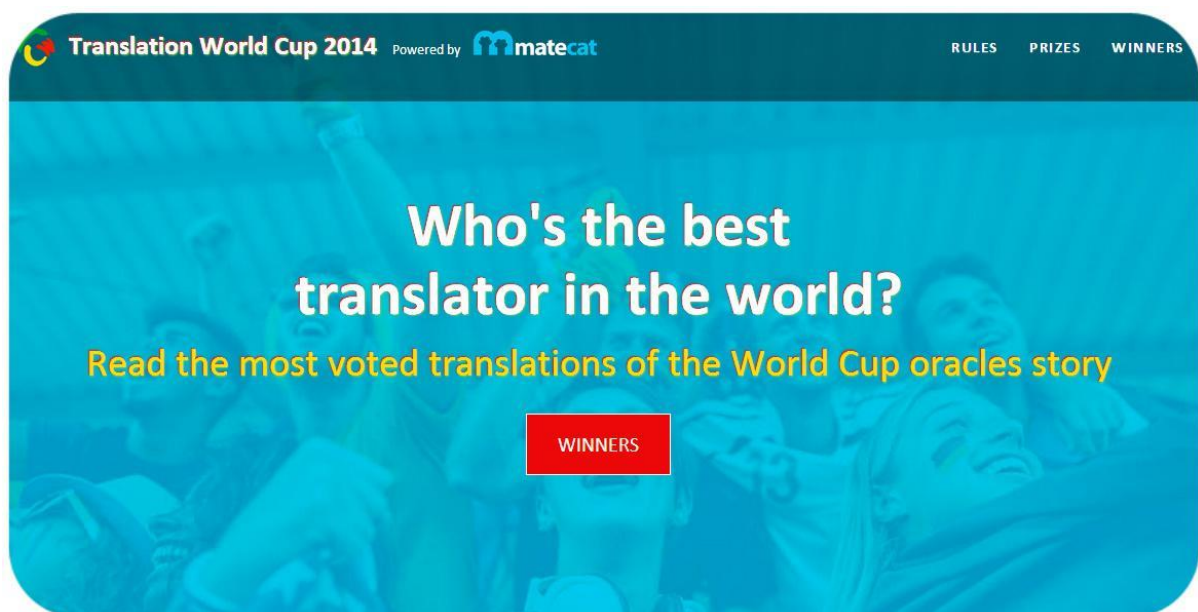 Translation World Cup 2014 Powered by matecat RULES PRIZES WINNERS
Who's the best
translator in the world?
Read the most voted translations of the World Cup oracles story
WINNERS